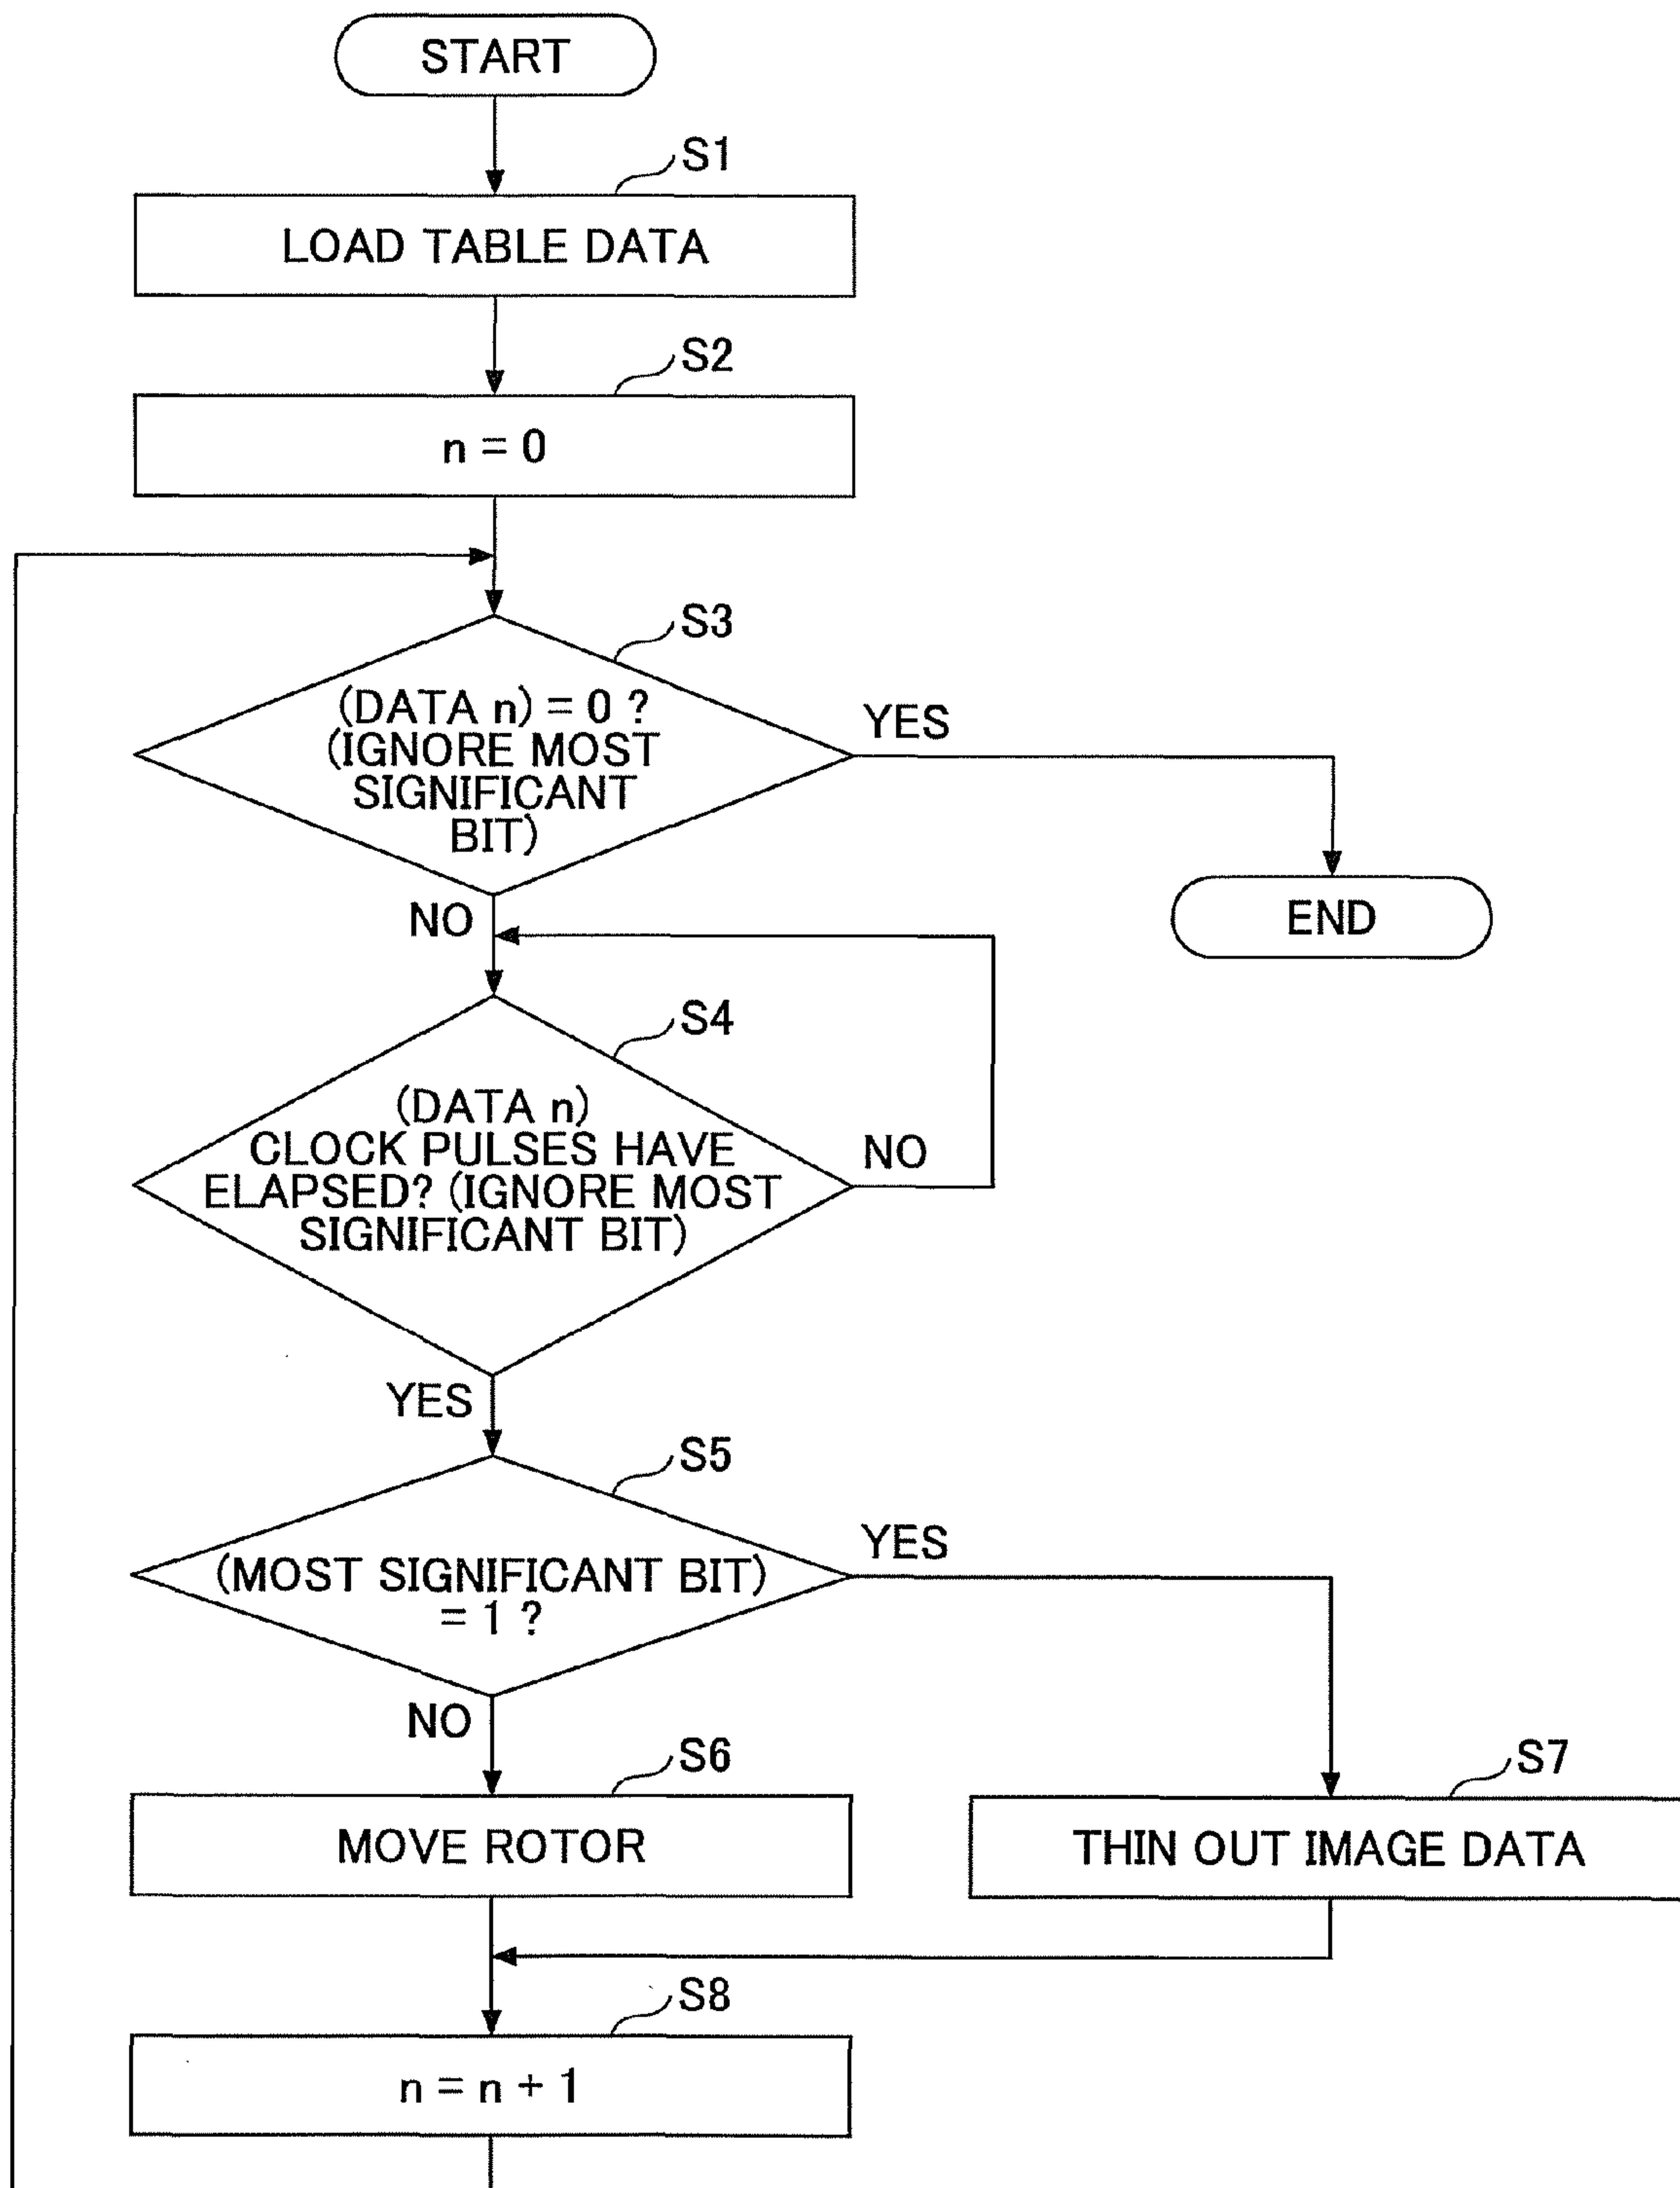 START
S1
LOAD TABLE DATA
S2
n = 0
S3
(DATA n) = 0 ?
(IGNORE MOST
SIGNIFICANT
BIT)
YES
END
NO
S4
(DATA n)
CLOCK PULSES HAVE
ELAPSED? (IGNORE MOST
SIGNIFICANT BIT)
NO
YES
S5
(MOST SIGNIFICANT BIT)
= 1 ?
YES
NO
S6
MOVE ROTOR
S7
THIN OUT IMAGE DATA
S8
n = n + 1